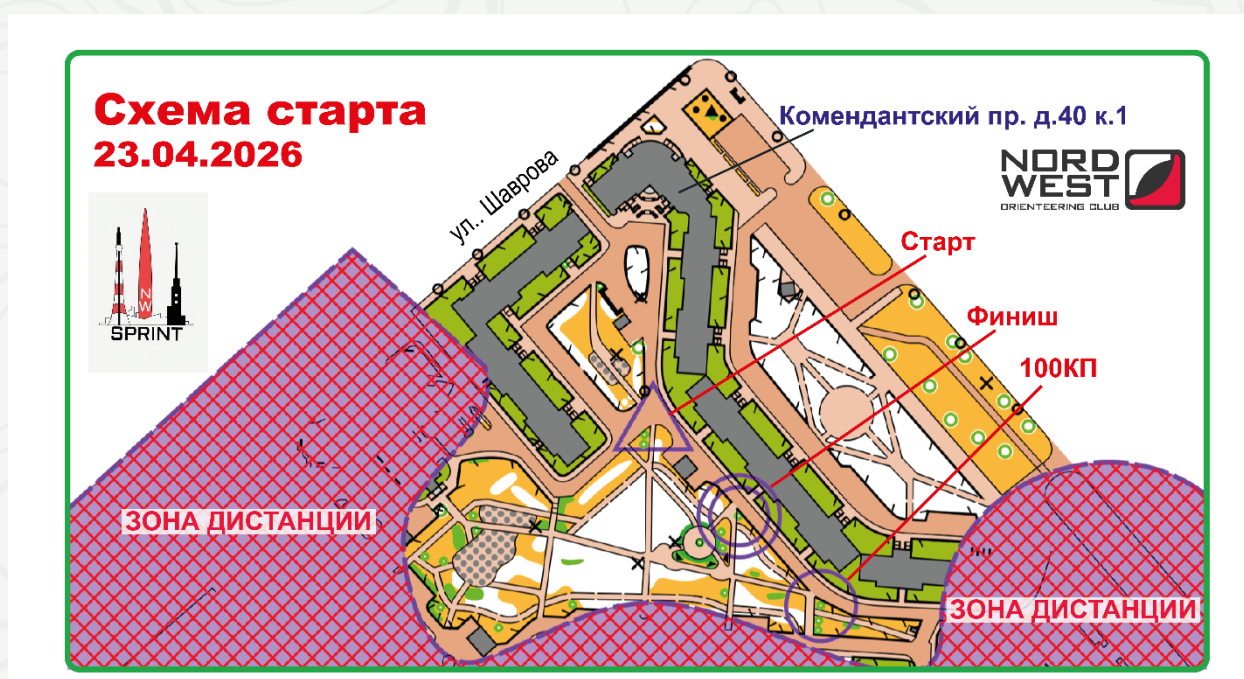 Схема старта
23.04.2026
Комендантский пр. д.40 к.1
NORD
WEST
ORIENTEERING CLUB
ул.. Шаврова
NW
SPRINT
Старт
Финиш
100КП
ЗОНА ДИСТАНЦИИ
ЗОНА ДИСТАНЦИИ